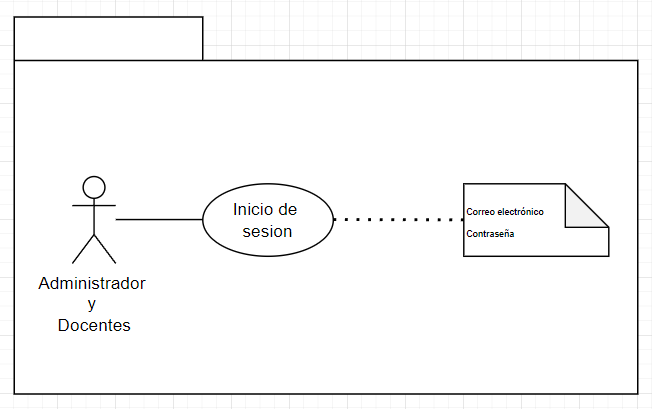 Inicio de
sesion
Correo electrónico
Contraseña
Administrador
y
Docentes